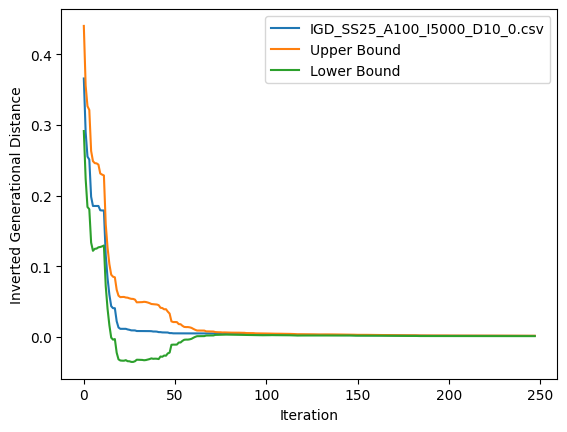 IGD_SS25_A100_I5000_D10_0.csv
Upper Bound
Lower Bound
Inverted Generational Distance
0.4
0.3
0.2
0.1
0.0
0 50 100 150 200 250
Iteration